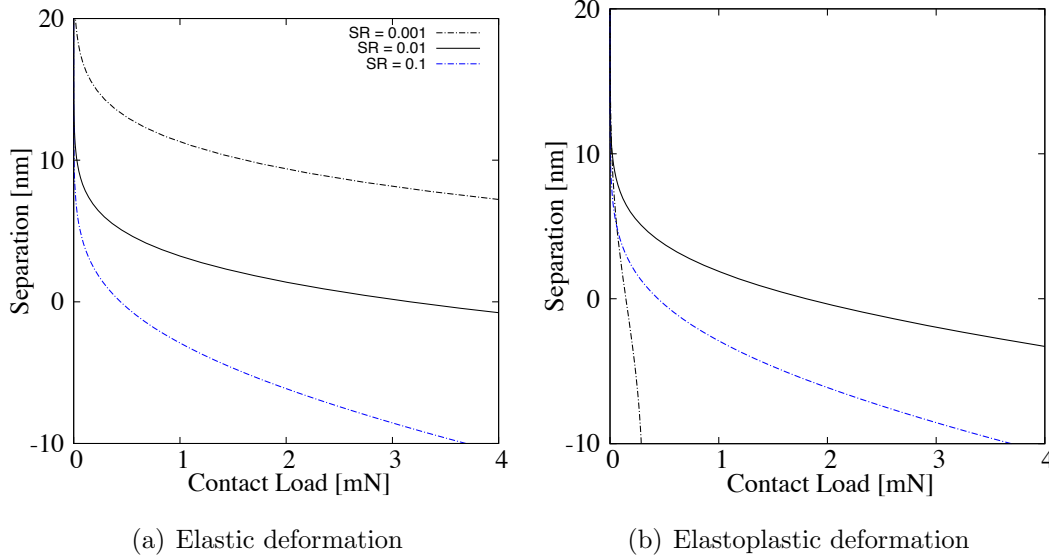 20
10
0
-10
Separation [nm]
SR = 0.001
SR = 0.01
SR = 0.1
0 1 2 3 4
Contact Load [mN]
(a) Elastic deformation
20
10
0
-10
Separation [nm]
0 1 2 3 4
Contact Load [mN]
(b) Elastoplastic deformation